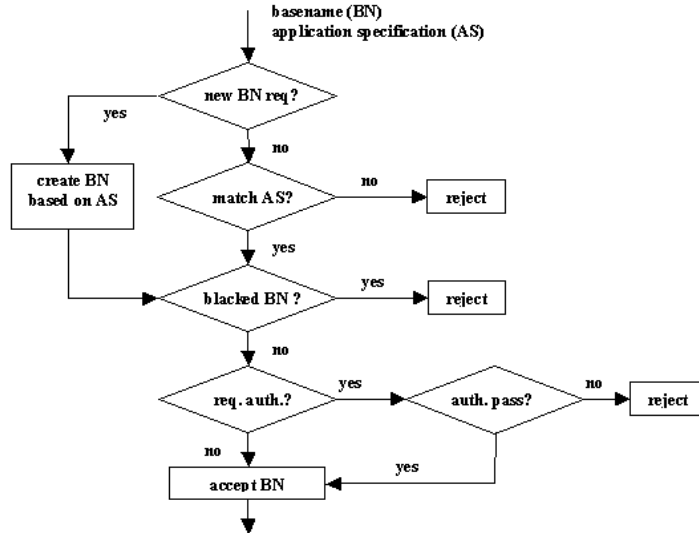 basename (BN)
application specification (AS)
new BN req?
yes
no
create BN
based on AS
match AS?
no
reject
yes
blacked BN ?
yes
reject
no
req. auth.?
yes
auth. pass?
no
reject
no
yes
accept BN